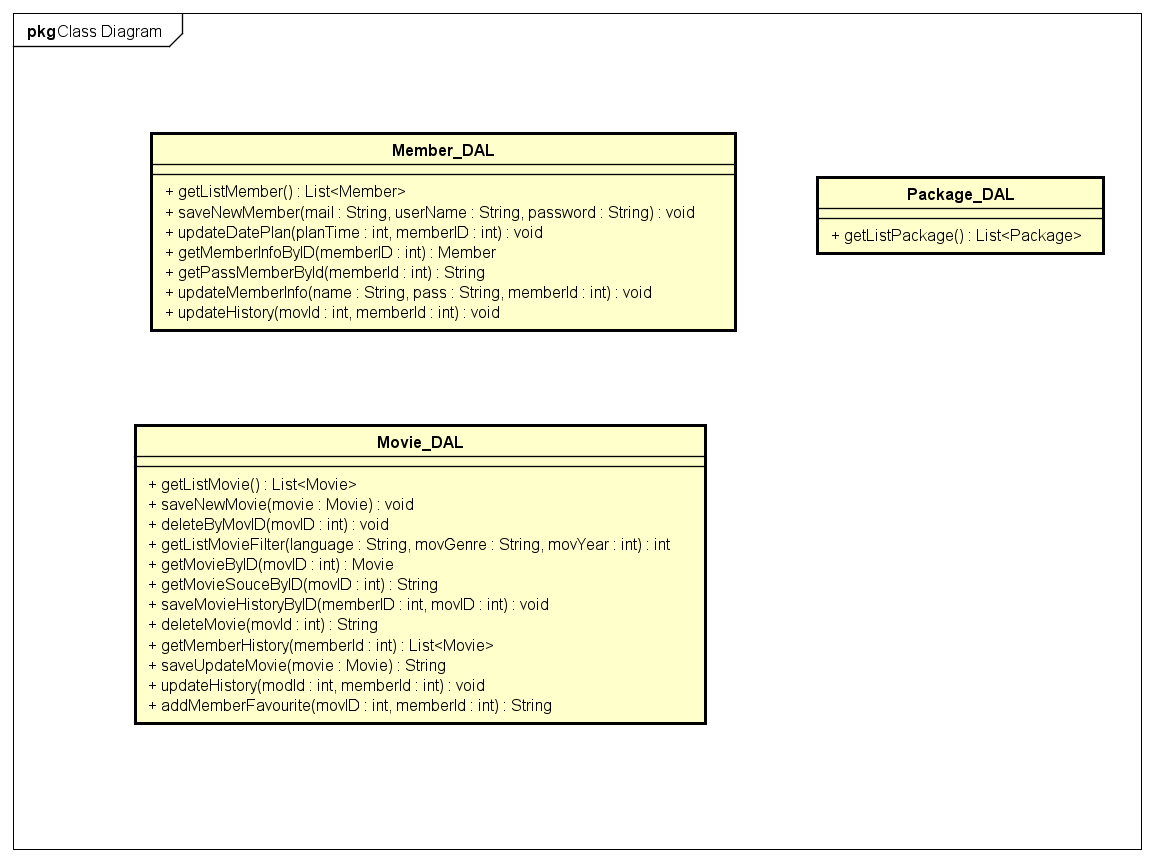 pkg Class Diagram
Member_DAL
+ getListMember() : List<Member>
+ saveNewMember(mail : String, userName : String, password : String) : void
+ updateDatePlan(planTime : int, memberID : int) : void
+ getMemberInfoByID(memberID : int) : Member
+ getPassMemberById(memberId : int) : String
+ updateMemberInfo(name : String, pass : String, memberId : int) : void
+ updateHistory(movId : int, memberId : int) : void
Package_DAL
+ getListPackage() : List<Package>
Movie_DAL
+ getListMovie() : List<Movie>
+ saveNewMovie(movie : Movie) : void
+ deleteByMovID(movID : int) : void
+ getListMovieFilter(language : String, movGenre : String, movYear : int) : int
+ getMovieByID(movID : int) : Movie
+ getMovieSouceByID(movID : int) : String
+ saveMovieHistoryByID(memberID : int, movID : int) : void
+ deleteMovie(movId : int) : String
+ getMemberHistory(memberId : int) : List<Movie>
+ saveUpdateMovie(movie : Movie) : String
+ updateHistory(modId : int, memberId : int) : void
+ addMemberFavourite(movID : int, memberId : int) : String